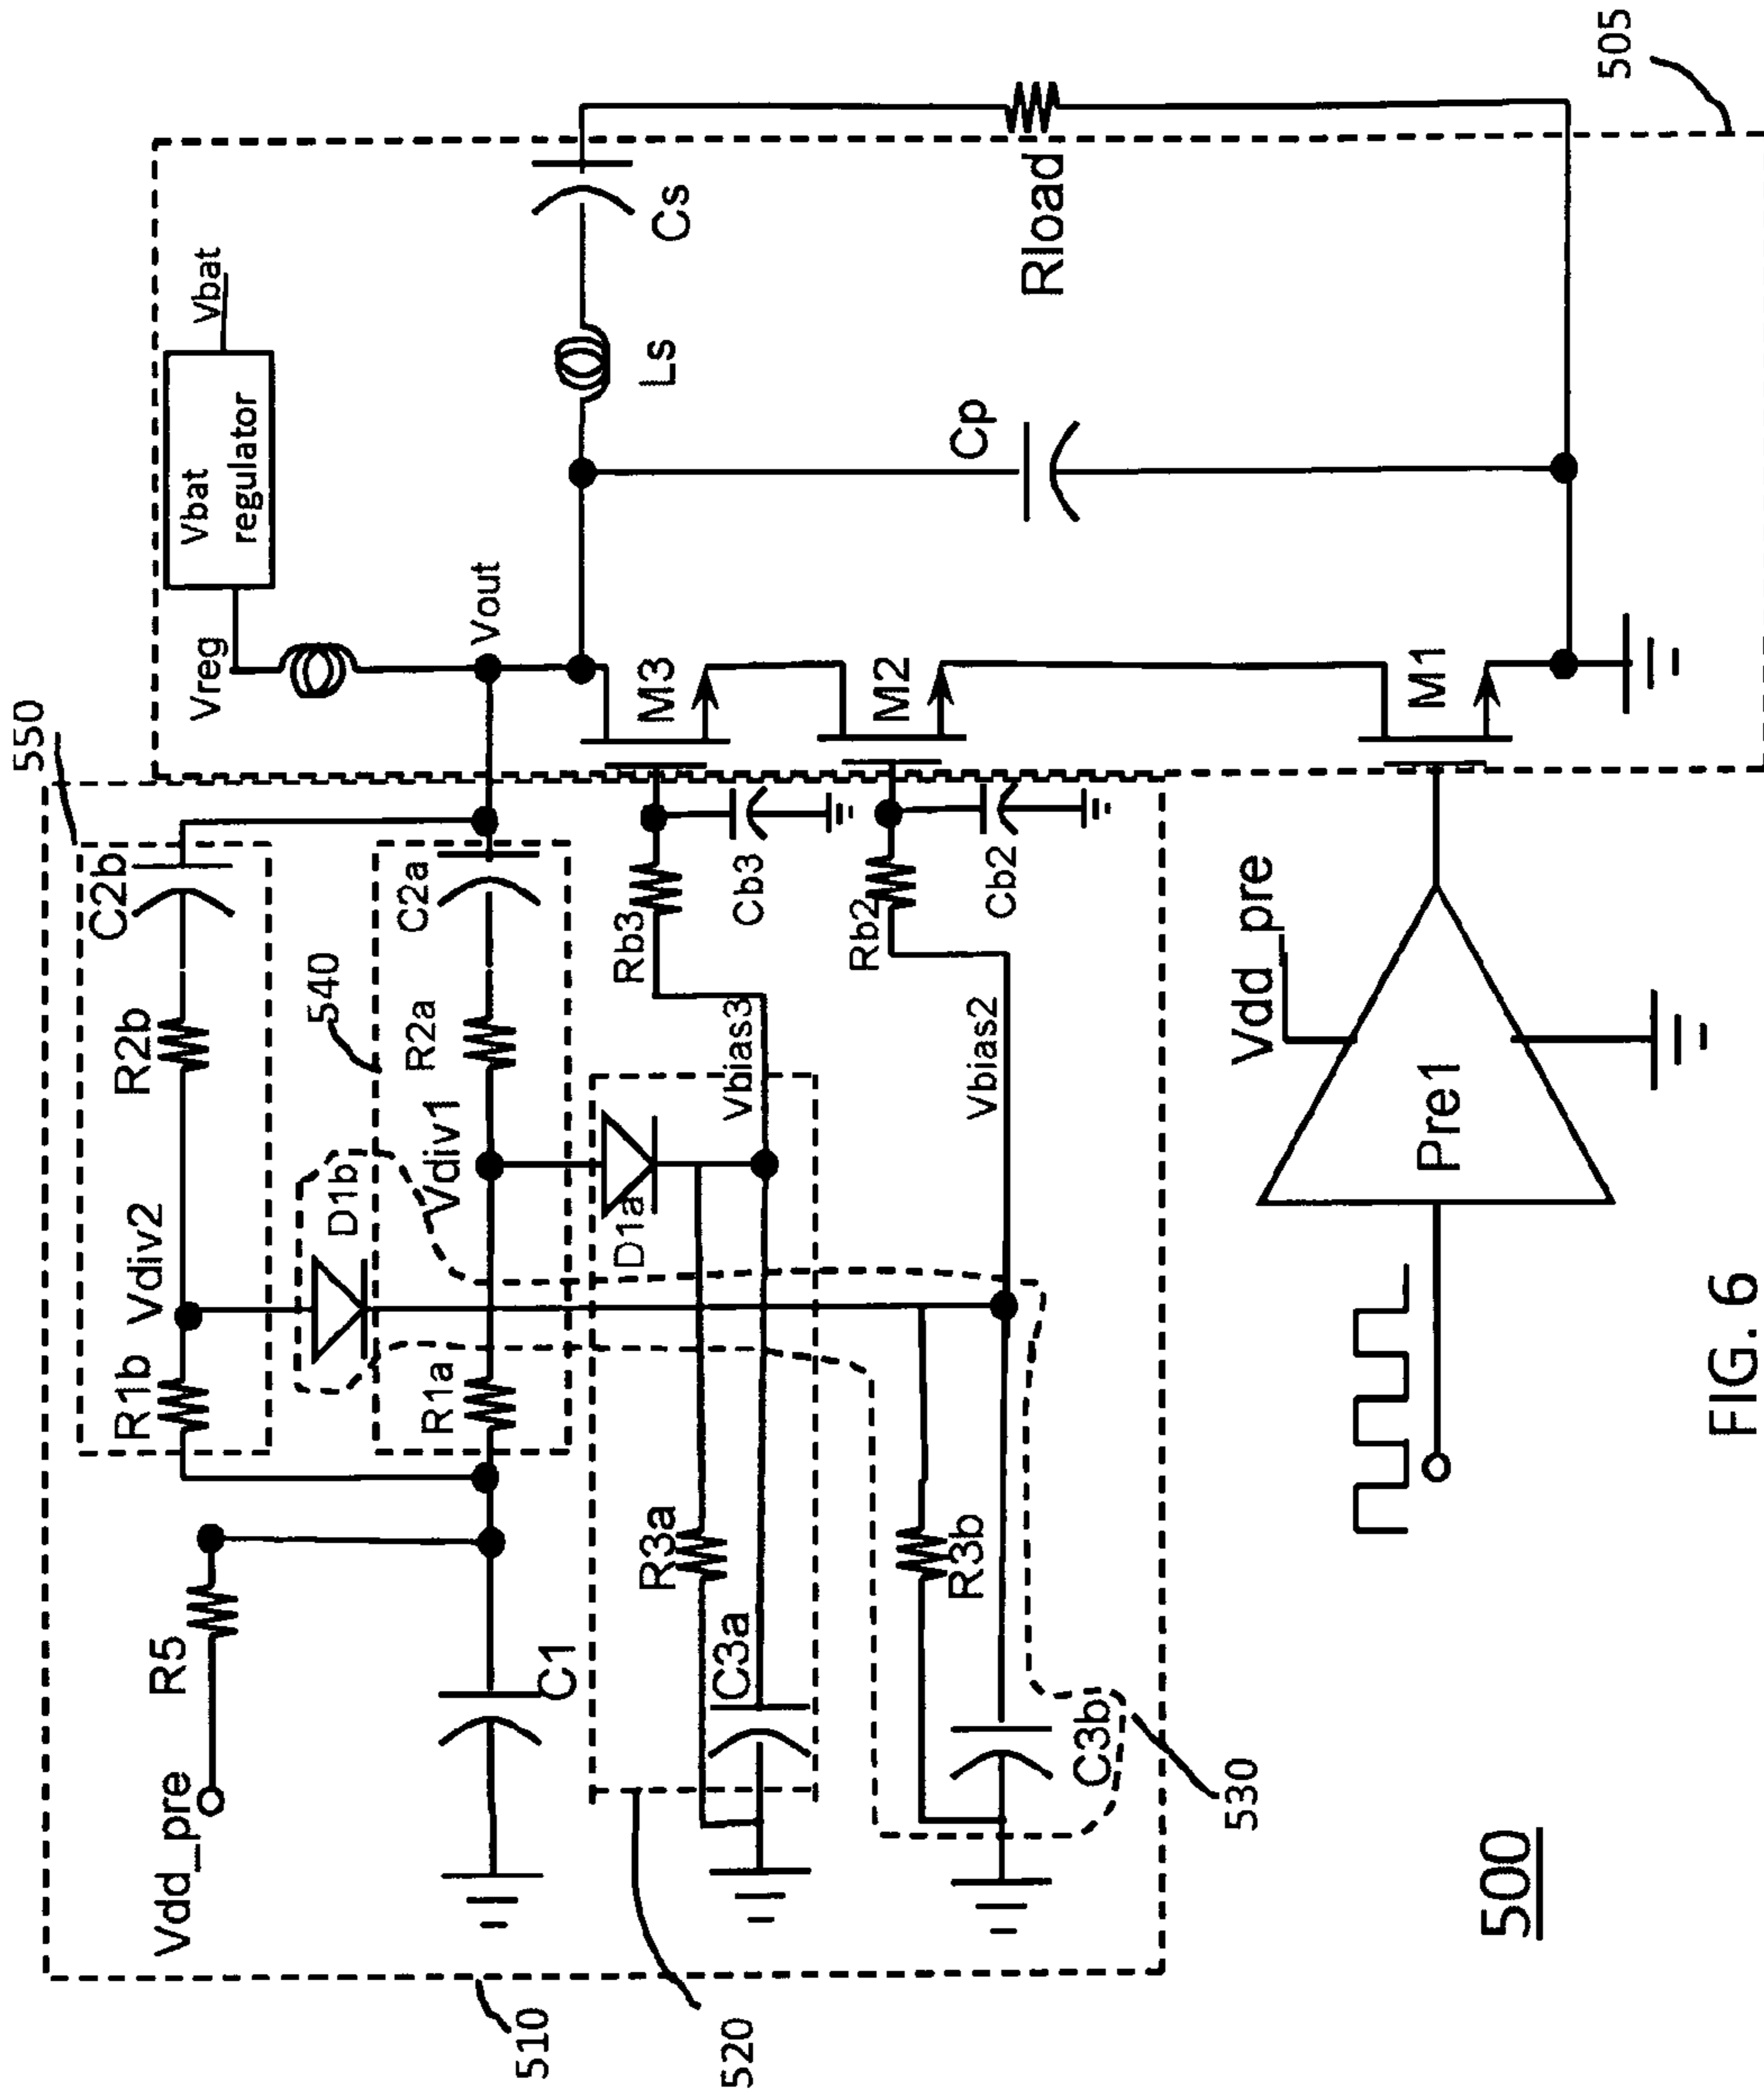 550
505
Vbat
Vbat
regulator
Vreg
Vout
Cs
Ls
Cp
Rload
M3
M2
M1
C2b
R2b
Vdiv2
R1b
D1b
540
C2a
R2a
Vdiv1
R1a
D1a
Rb3
Cb3
Rb2
Cb2
Vbias3
Vbias2
R5
Vdd_pre
C1
R3a
C3a
R3b
C3b
530
510
520
Vdd_pre
Pre1
500
FIG. 6